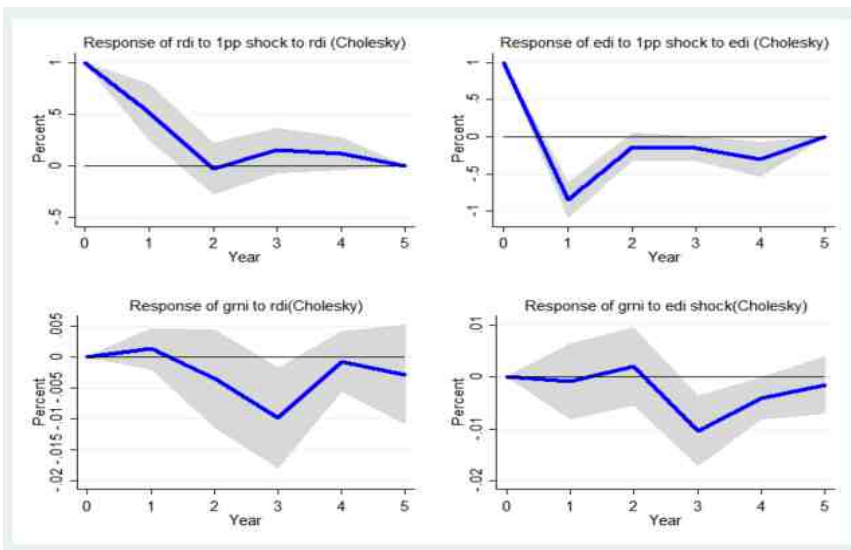 Response of rdi to 1pp shock to rdi (Cholesky)
Percent
1
.5
0
-.5
0 1 2 3 4 5
Year
Response of edi to 1pp shock to edi (Cholesky)
Percent
1
.5
0
-.5
-1
0 1 2 3 4 5
Year
Response of grni to rdi(Cholesky)
Percent
.005
0
-.005
-.01
-.015
-.02
0 1 2 3 4 5
Year
Response of grni to edi shock(Cholesky)
Percent
.01
0
-.01
-.02
0 1 2 3 4 5
Year